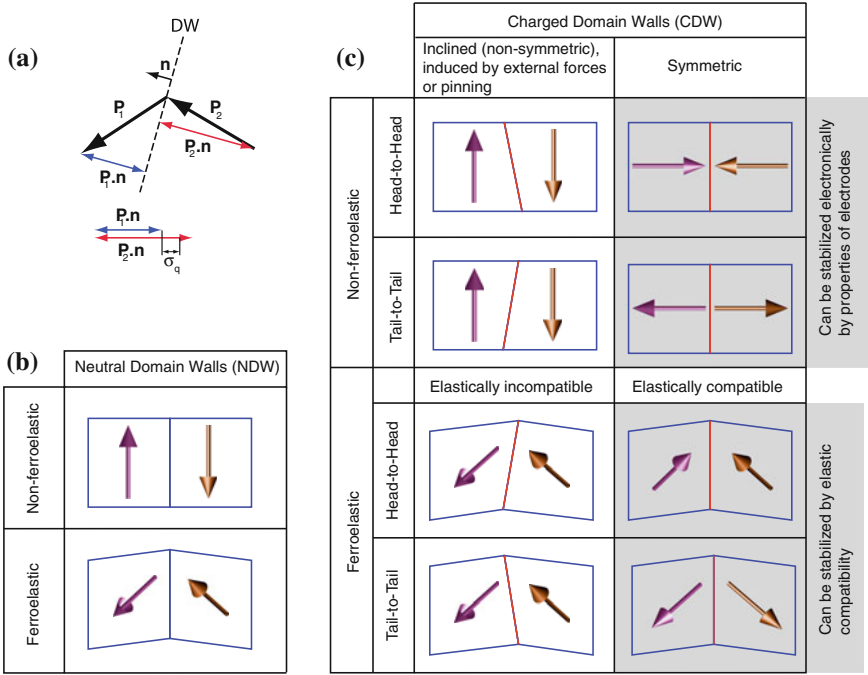 (a)
DW
n
P₁
P₂
P₁.n
P₂.n
P₁.n
P₂.n
σq
(b)
Neutral Domain Walls (NDW)
Non-ferroelastic
Ferroelastic
(c)
Charged Domain Walls (CDW)
Inclined (non-symmetric),
induced by external forces
or pinning
Symmetric
Non-ferroelastic
Head-to-Head
Tail-to-Tail
Can be stabilized electronically
by properties of electrodes
Elastically incompatible
Elastically compatible
Ferroelastic
Head-to-Head
Tail-to-Tail
Can be stabilized by elastic
compatibility